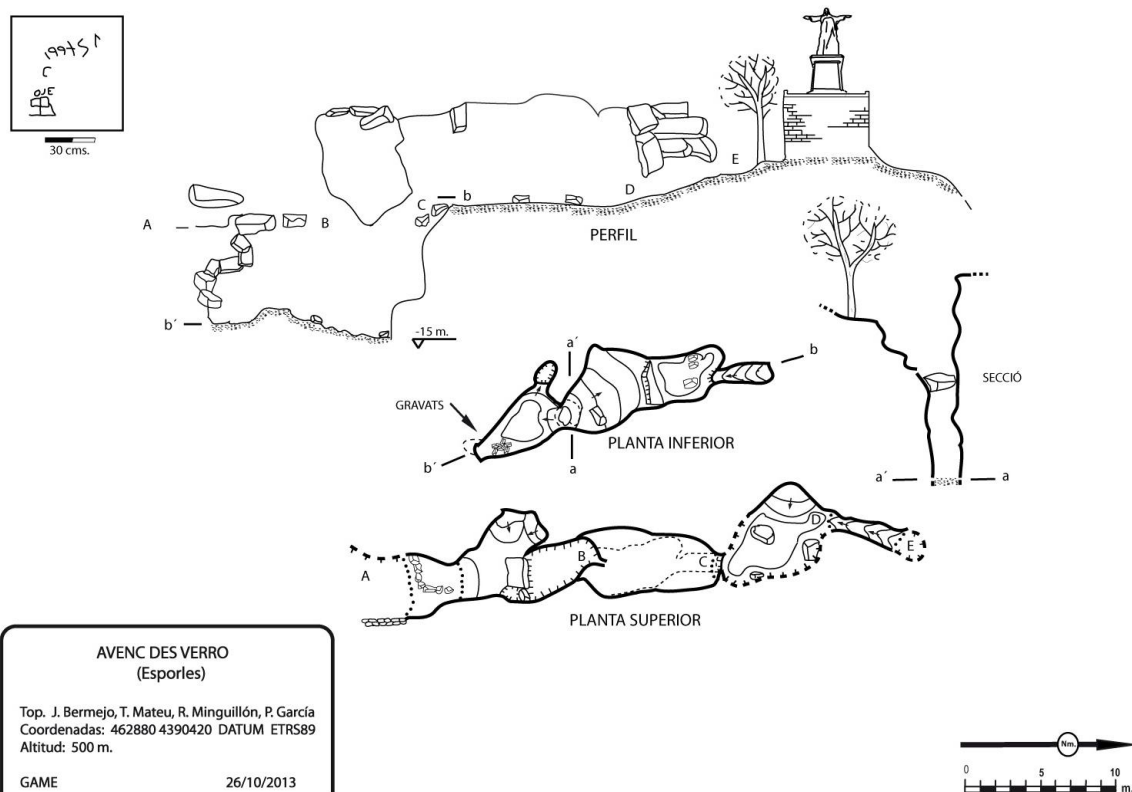 30 cms.
A
B
C
b
D
E
PERFIL
b´
-15 m.
a´
b
SECCIÓ
GRAVATS
PLANTA INFERIOR
b´
a
a´
a
A
B
C
D
E
PLANTA SUPERIOR
AVENC DES VERRO
(Esporles)
Top. J. Bermejo, T. Mateu, R. Minguillón, P. García
Coordenadas: 462880 4390420 DATUM ETRS89
Altitud: 500 m.
GAME 26/10/2013
Nm.
0 5 10
m.